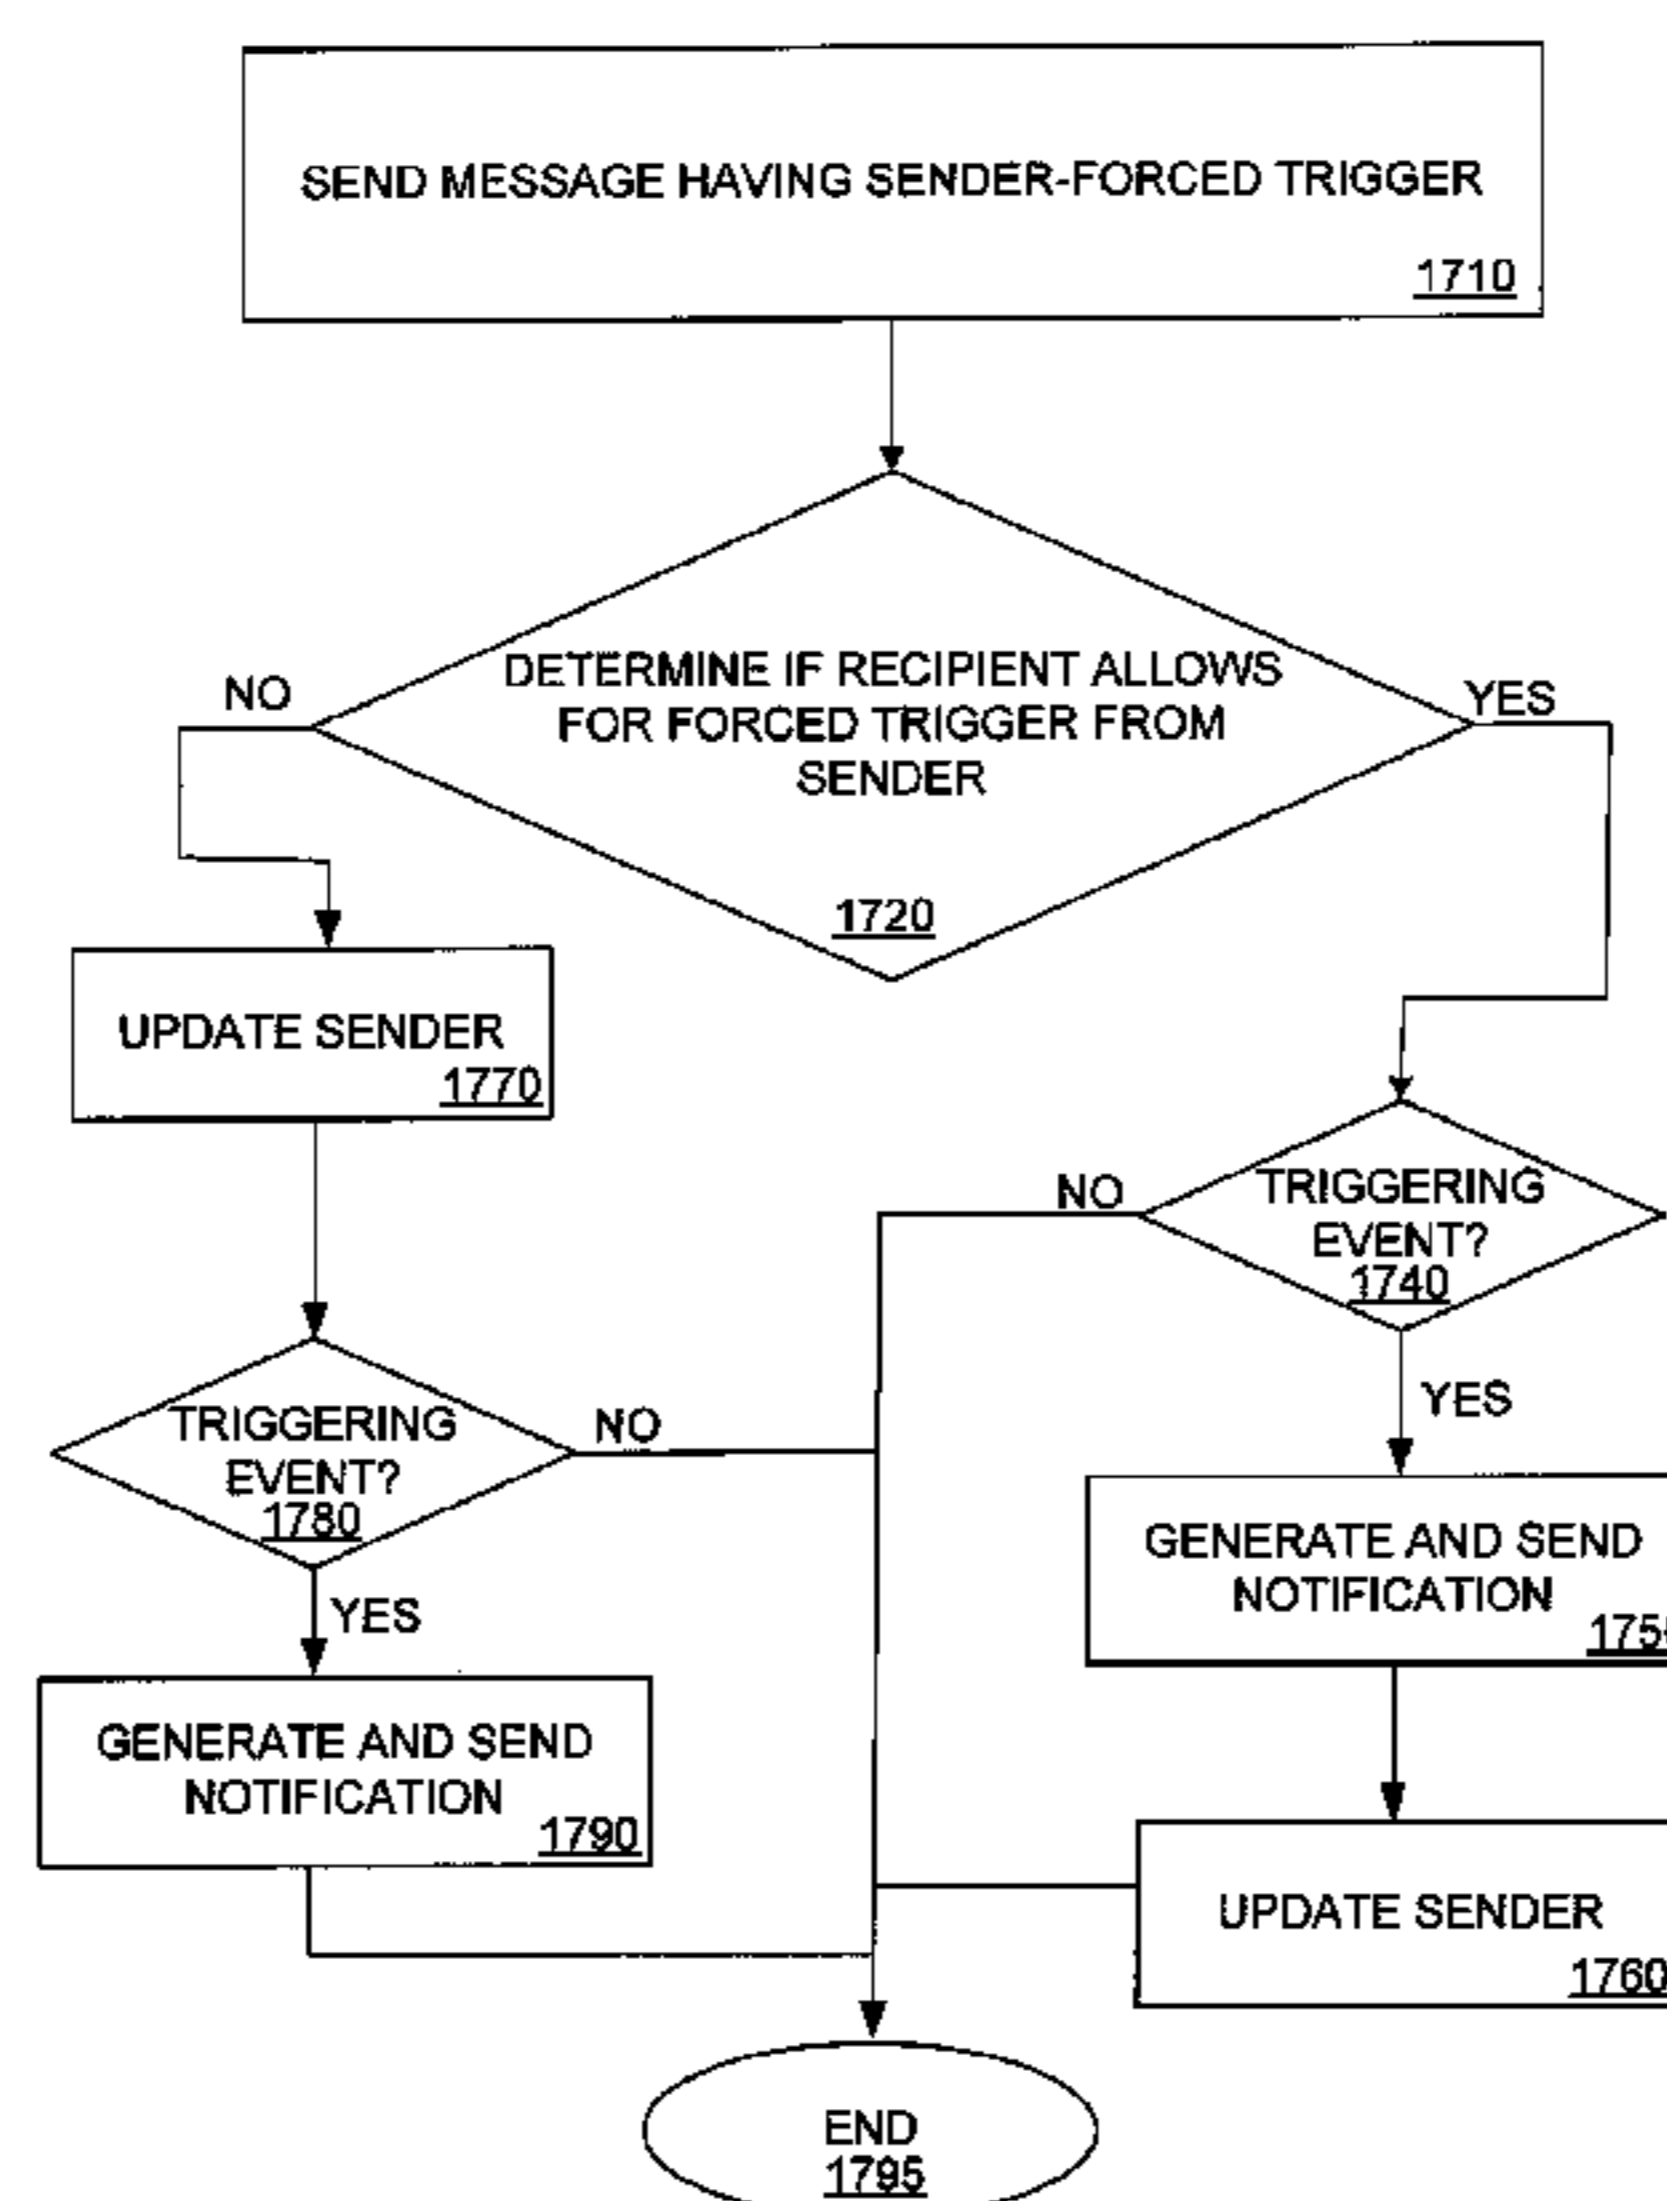 SEND MESSAGE HAVING SENDER-FORCED TRIGGER
1710
DETERMINE IF RECIPIENT ALLOWS
FOR FORCED TRIGGER FROM
SENDER
1720
NO
YES
UPDATE SENDER
1770
TRIGGERING
EVENT?
1740
NO
YES
TRIGGERING
EVENT?
1780
NO
YES
GENERATE AND SEND
NOTIFICATION
GENERATE AND SEND
NOTIFICATION
1790
UPDATE SENDER
1760
END
1795